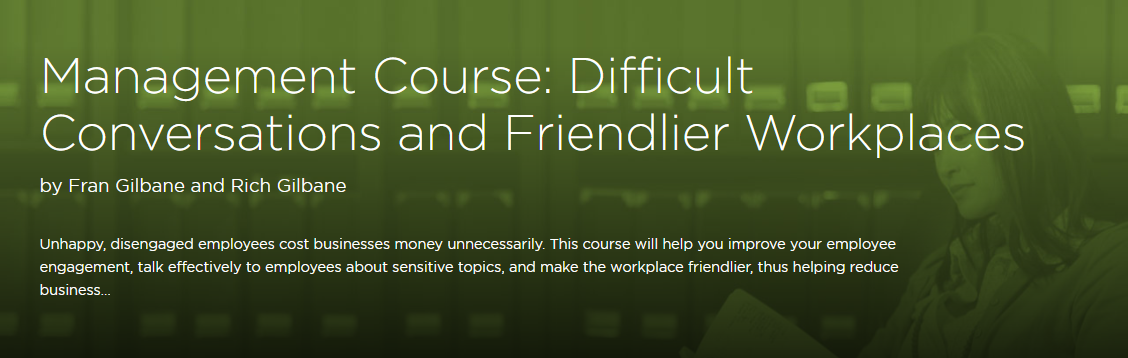 Management Course: Difficult
Conversations and Friendlier Workplaces
by Fran Gilbane and Rich Gilbane
Unhappy, disengaged employees cost businesses money unnecessarily. This course will help you improve your employee
engagement, talk effectively to employees about sensitive topics, and make the workplace friendlier, thus helping reduce
business...